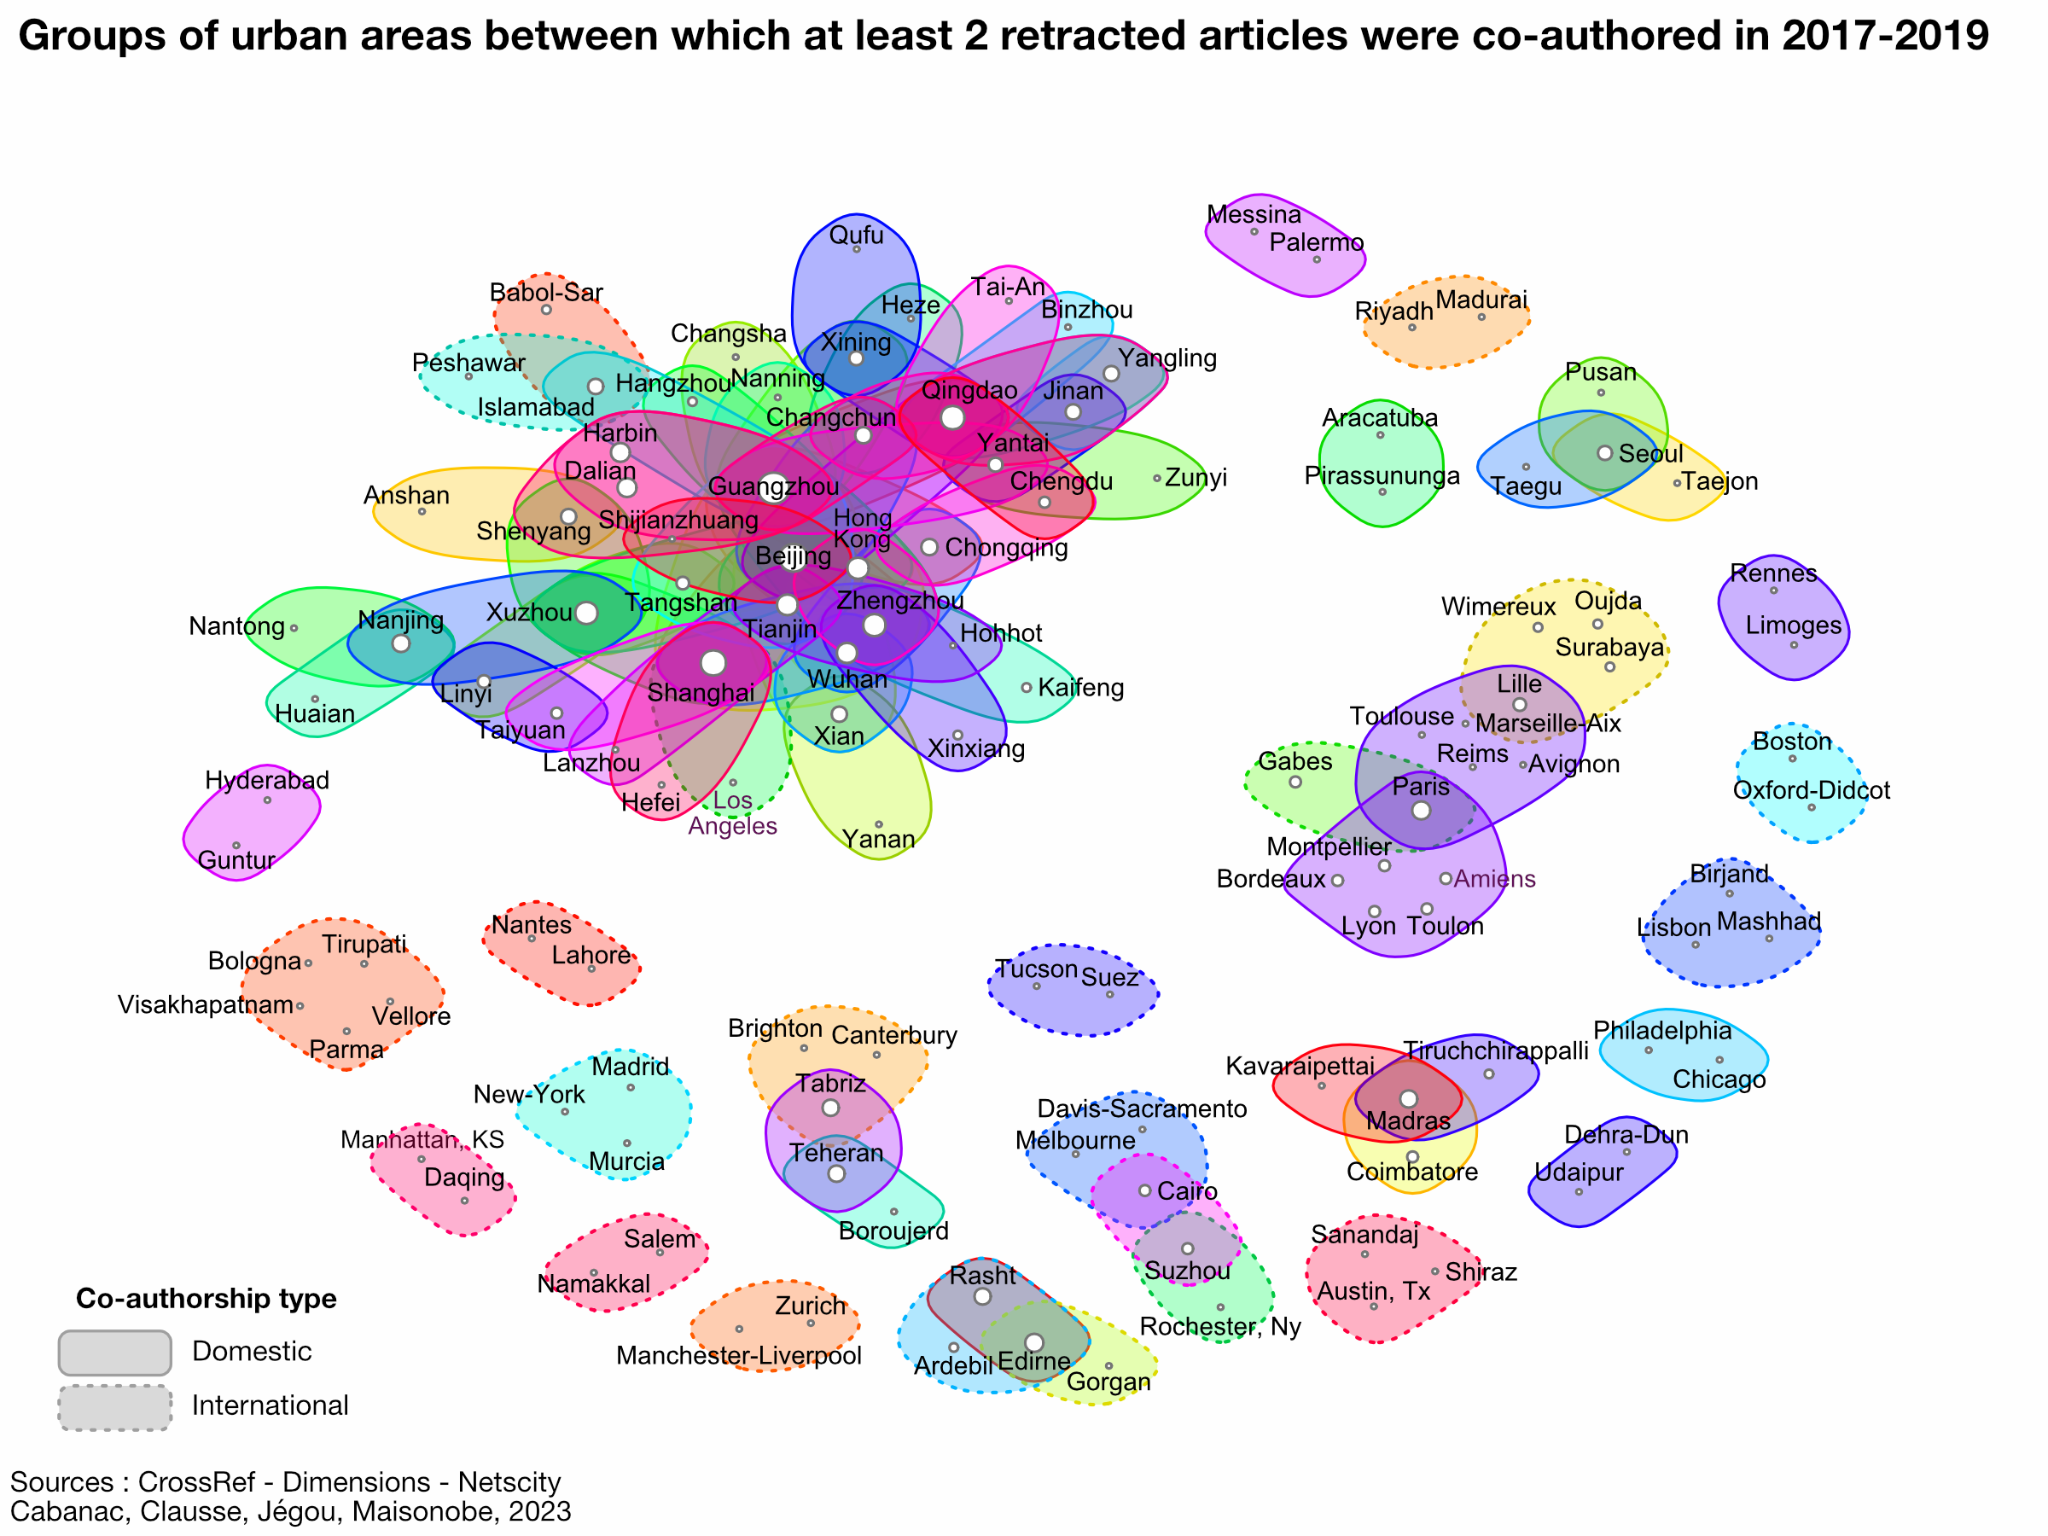 Groups of urban areas between which at least 2 retracted articles were co-authored in 2017-2019
Messina
Palermo
Qufu
Babol-Sar
Tai-An
Heze
Binzhou
Riyadh
Madurai
Changsha
Xining
Peshawar
Yangling
Pusan
Hangzhou
Nanning
Qingdao
Jinan
Islamabad
Changchun
Aracatuba
Harbin
Yantai
Seoul
Dalian
Pirassununga
Zunyi
Guangzhou
Chengdu
Taegu
Taejon
Anshan
Shijianzhuang
Hong
Kong
Shenyang
Beijing
Chongqing
Rennes
Tangshan
Zhengzhou
Wimereux
Oujda
Xuzhou
Nantong
Nanjing
Tianjin
Hohhot
Limoges
Surabaya
Linyi
Shanghai
Wuhan
Kaifeng
Lille
Huaian
Taiyuan
Xian
Xinxiang
Toulouse
Marseille-Aix
Boston
Reims
Lanzhou
Gabes
Avignon
Hyderabad
Paris
Oxford-Didcot
Hefei
Los
Angeles
Yanan
Montpellier
Guntur
Bordeaux
Amiens
Birjand
Nantes
Lyon
Toulon
Lisbon
Mashhad
Tirupati
Bologna
Lahore
Tucson
Suez
Visakhapatnam
Vellore
Parma
Brighton
Canterbury
Philadelphia
Tiruchchirappalli
Kavaraipettai
Madrid
New-York
Tabriz
Chicago
Davis-Sacramento
Madras
Manhattan, KS
Melbourne
Dehra-Dun
Teheran
Murcia
Daqing
Coimbatore
Udaipur
Cairo
Boroujerd
Salem
Sanandaj
Suzhou
Shiraz
Namakkal
Rasht
Austin, Tx
Zurich
Rochester, Ny
Manchester-Liverpool
Ardebil
Edirne
Gorgan
Co-authorship type
Domestic
International
Sources : CrossRef - Dimensions - Netscity
Cabanac, Clausse, Jégou, Maisonobe, 2023